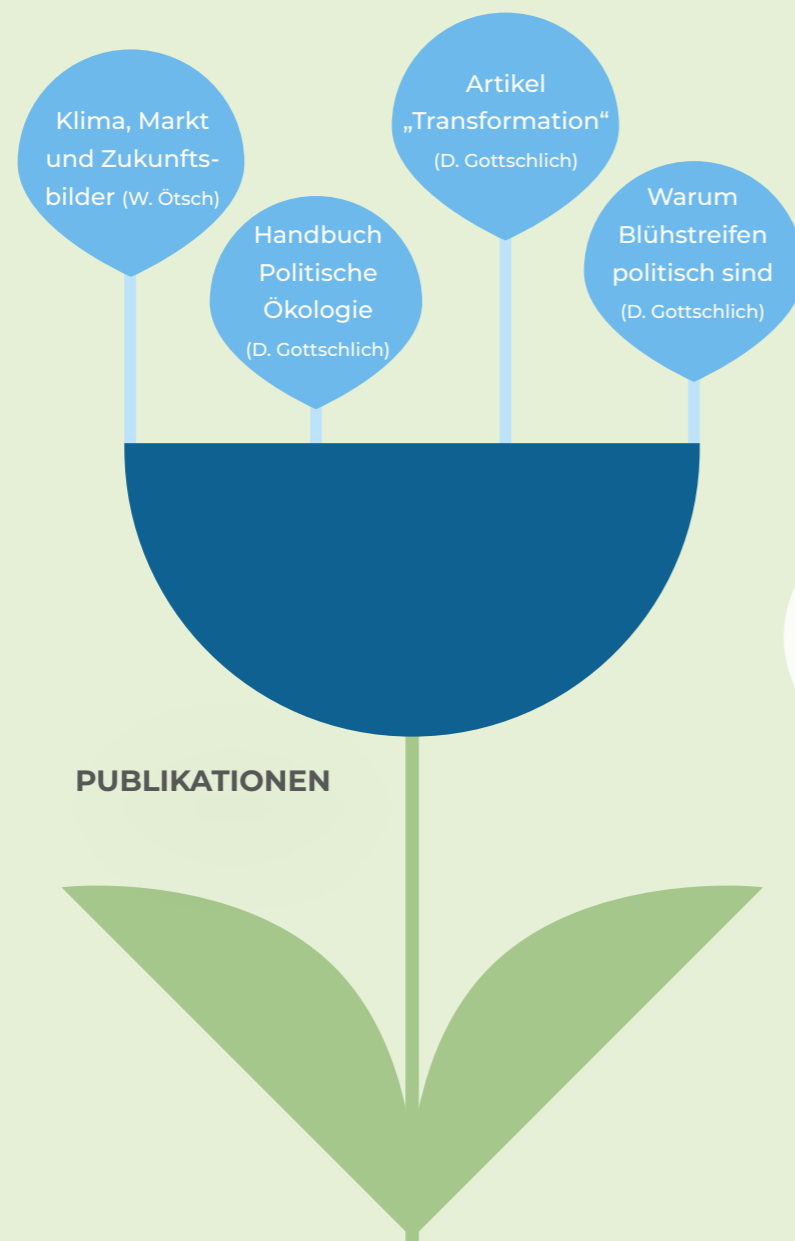 Klima, Markt
und Zukunfts-
bilder (W. Ötsch)
Handbuch
Politische
Ökologie
(D. Gottschlich)
Artikel
„Transformation“
(D. Gottschlich)
Warum
Blühstreifen
politisch sind
(D. Gottschlich)
PUBLIKATIONEN